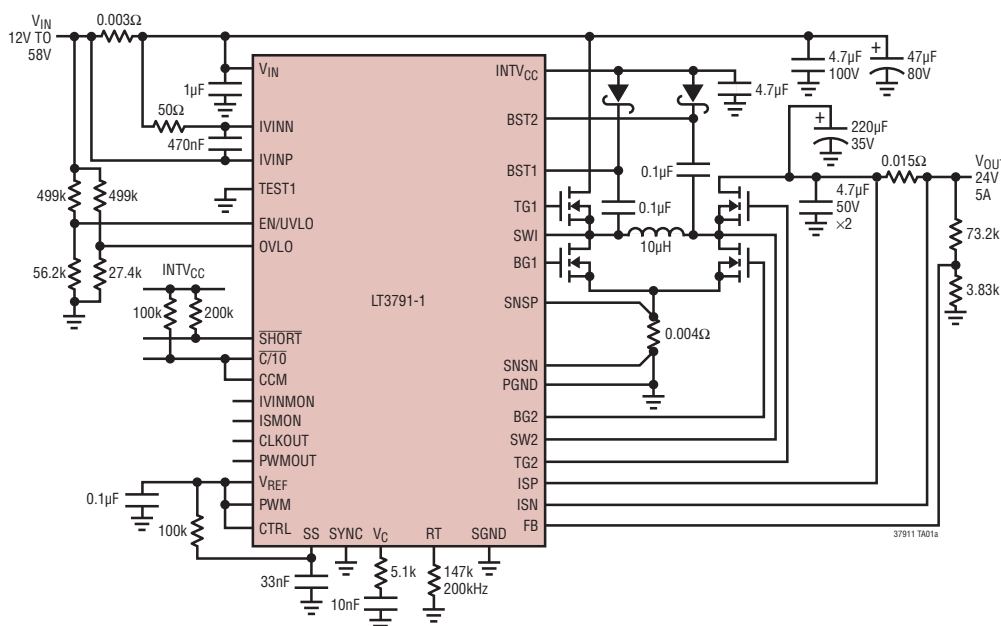 VIN
12V TO
58V
0.003Ω
1µF
50Ω
470nF
499k
499k
56.2k
27.4k
INTVCC
100k
200k
0.1µF
100k
33nF
5.1k
10nF
147k
200kHz
VIN
IVINN
IVINP
TEST1
EN/UVLO
OVLO
SHORT
C/10
CCM
IVINMON
ISMON
CLKOUT
PWMOUT
VREF
PWM
CTRL
SS
SYNC
VC
RT
SGND
LT3791-1
INTVCC
BST2
BST1
TG1
SWI
BG1
SNSP
SNSN
PGND
BG2
SW2
TG2
ISP
ISN
FB
4.7µF
0.1µF
0.1µF
10µH
0.004Ω
4.7µF
100V
47µF
80V
+
220µF
35V
+
4.7µF
50V
×2
0.015Ω
VOUT
24V
5A
73.2k
3.83k
37911 TA01a